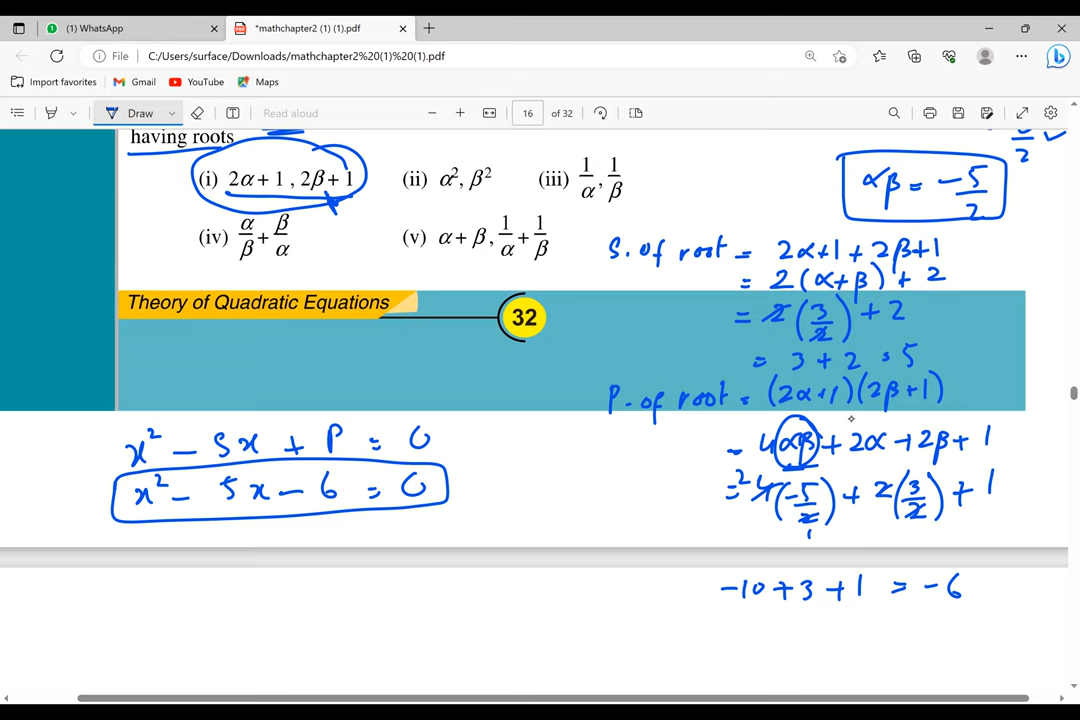 (1) WhatsApp
*mathchapter2 (1) (1).pdf
File C:/Users/surface/Downloads/mathchapter2%20(1)%20(1).pdf
Import favorites Gmail YouTube Maps
Draw Read aloud 16 of 32
having roots
(i) 2α + 1 , 2β + 1 (ii) α², β² (iii) 1/α, 1/β
(iv) α/β + β/α (v) α + β, 1/α + 1/β
Theory of Quadratic Equations 32
2
αβ = -5/2
S. of root = 2α+1 + 2β+1
= 2(α+β) + 2
= 2(3/2) + 2
= 3 + 2 = 5
P. of root = (2α+1)(2β+1)
= 4αβ + 2α + 2β + 1
= 4(-5/2) + 2(3/2) + 1
2
1
-10 + 3 + 1 = -6
x² - Sx + P = 0
x² - 5x - 6 = 0